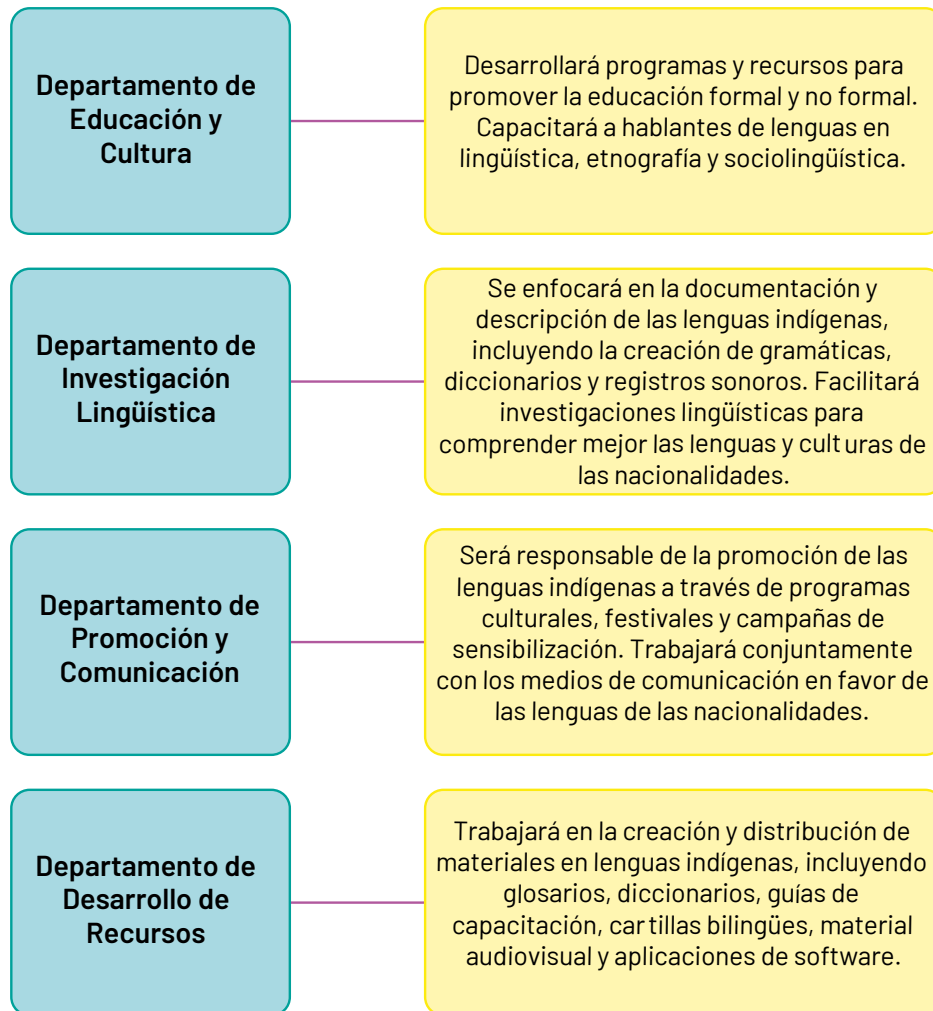 Departamento de
Educación y
Cultura
Desarrollará programas y recursos para
promover la educación formal y no formal.
Capacitará a hablantes de lenguas en
lingüística, etnografía y sociolingüística.
Departamento de
Investigación
Lingüística
Se enfocará en la documentación y
descripción de las lenguas indígenas,
incluyendo la creación de gramáticas,
diccionarios y registros sonoros. Facilitará
investigaciones lingüísticas para
comprender mejor las lenguas y culturas de
las nacionalidades.
Departamento de
Promoción y
Comunicación
Será responsable de la promoción de las
lenguas indígenas a través de programas
culturales, festivales y campañas de
sensibilización. Trabajará conjuntamente
con los medios de comunicación en favor de
las lenguas de las nacionalidades.
Departamento de
Desarrollo de
Recursos
Trabajará en la creación y distribución de
materiales en lenguas indígenas, incluyendo
glosarios, diccionarios, guías de
capacitación, cartillas bilingües, material
audiovisual y aplicaciones de software.